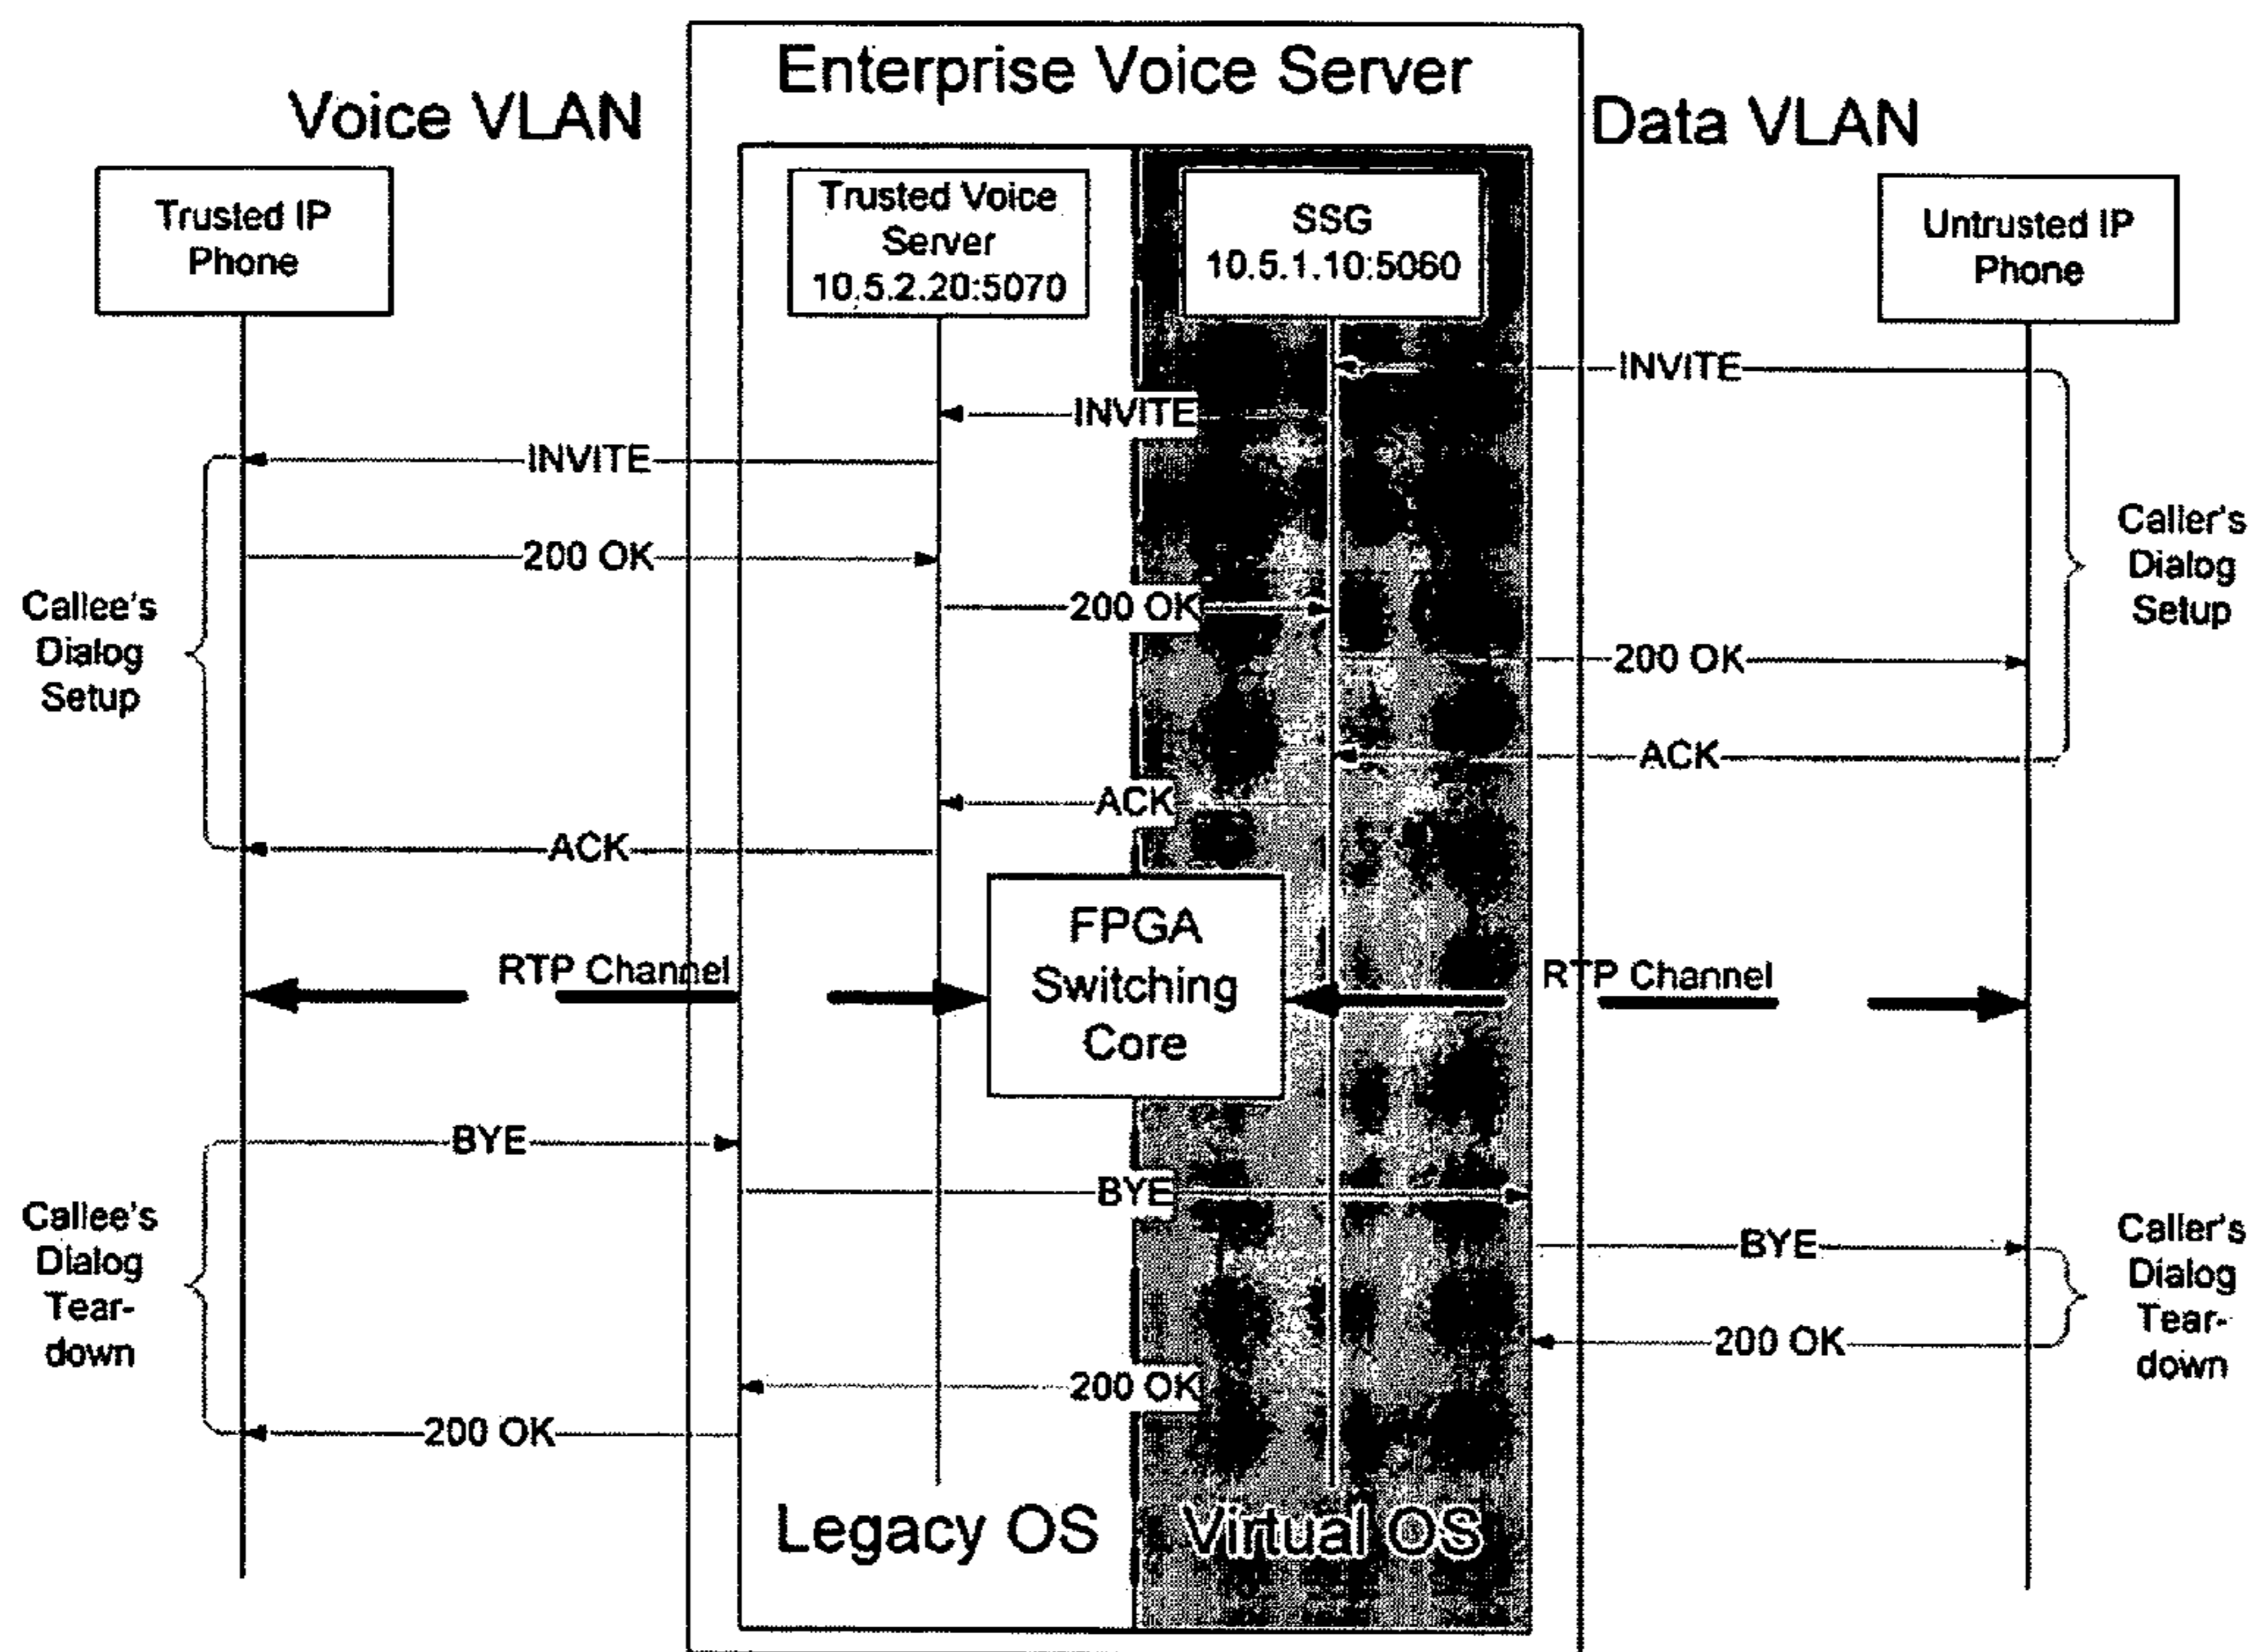 Enterprise Voice Server
Voice VLAN
Data VLAN
Trusted IP
Phone
Trusted Voice
Server
10.5.2.20:5070
SSG
10.5.1.10:5060
Untrusted IP
Phone
INVITE
INVITE
INVITE
200 OK
200 OK
200 OK
Callee's
Dialog
Setup
Caller's
Dialog
Setup
ACK
ACK
ACK
FPGA
Switching
Core
RTP Channel
RTP Channel
BYE
BYE
BYE
Callee's
Dialog
Tear-
down
Caller's
Dialog
Tear-
down
200 OK
200 OK
200 OK
Legacy OS
Virtual OS